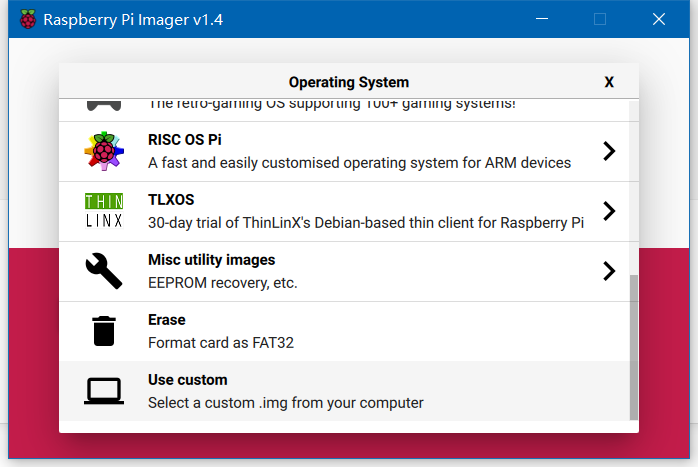 Raspberry Pi Imager v1.4
Operating System
X
The retro-gaming OS supporting 100+ gaming systems!
RISC OS Pi
A fast and easily customised operating system for ARM devices
THIN
LINX
TLXOS
30-day trial of ThinLinX's Debian-based thin client for Raspberry Pi
Misc utility images
EEPROM recovery, etc.
Erase
Format card as FAT32
Use custom
Select a custom .img from your computer